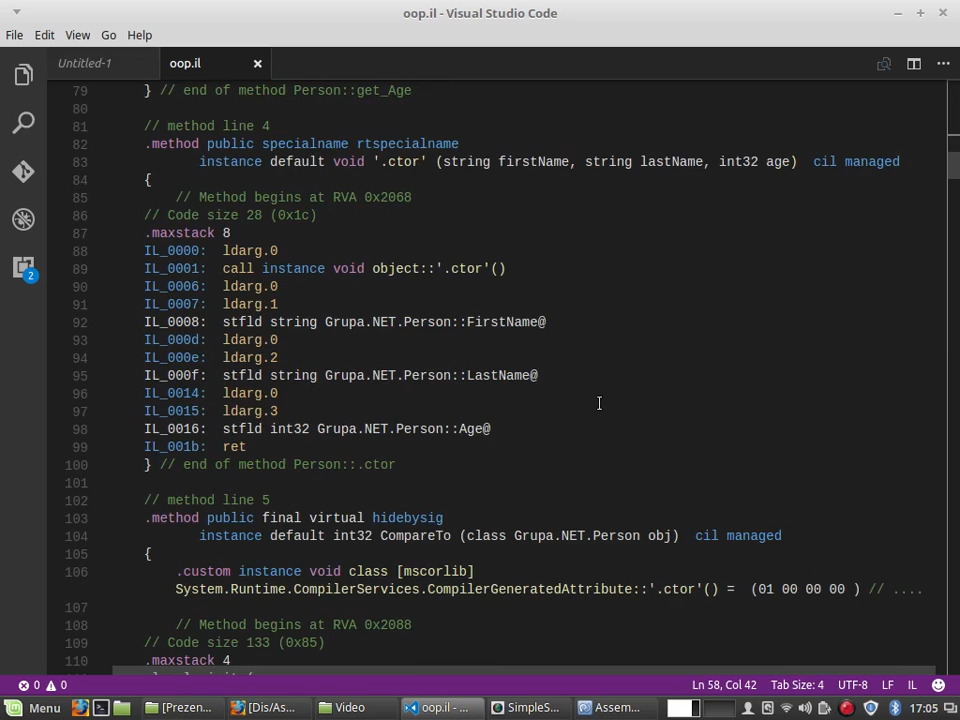 oop.il - Visual Studio Code
File Edit View Go Help
Untitled-1 oop.il
79 } // end of method Person::get_Age
80
81 // method line 4
82 .method public specialname rtspecialname
83 instance default void '.ctor' (string firstName, string lastName, int32 age)  cil managed
84 {
85 // Method begins at RVA 0x2068
86 // Code size 28 (0x1c)
87 .maxstack 8
88 IL_0000:  ldarg.0
89 IL_0001:  call instance void object::'.ctor'()
90 IL_0006:  ldarg.0
91 IL_0007:  ldarg.1
92 IL_0008:  stfld string Grupa.NET.Person::FirstName@
93 IL_000d:  ldarg.0
94 IL_000e:  ldarg.2
95 IL_000f:  stfld string Grupa.NET.Person::LastName@
96 IL_0014:  ldarg.0
97 IL_0015:  ldarg.3
98 IL_0016:  stfld int32 Grupa.NET.Person::Age@
99 IL_001b:  ret
100 } // end of method Person::.ctor
101
102 // method line 5
103 .method public final virtual hidebysig
104 instance default int32 CompareTo (class Grupa.NET.Person obj)  cil managed
105 {
106 .custom instance void class [mscorlib]
System.Runtime.CompilerServices.CompilerGeneratedAttribute::'.ctor'() =  (01 00 00 00 ) // ....
107
108 // Method begins at RVA 0x2088
109 // Code size 133 (0x85)
110 .maxstack 4
2
0 0 Ln 58, Col 42 Tab Size: 4 UTF-8 LF IL
Menu [Prezen... [Dis/As... Video oop.il - ... SimpleS... Assem... 17:05